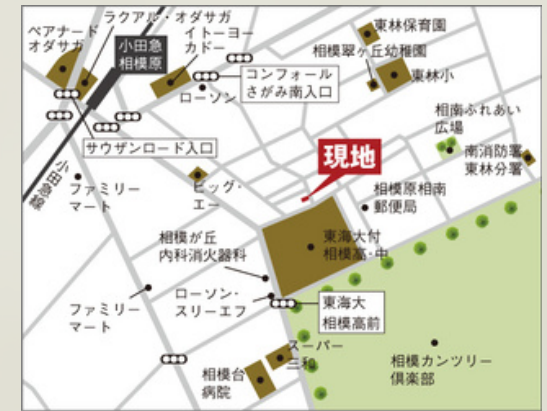 ラクアル・オダサガ
ベアナード
オダサガ
小田急
相模原
イトーヨー
カドー
ローソン
コンフォール
さがみ南入口
東林保育園
相模翠ヶ丘幼稚園
東林小
相南ふれあい
広場
南消防署
東林分署
サウザンロード入口
小田急線
ファミリー
マート
ビッグ・
エー
現地
相模原相南
郵便局
東海大付
相模高・中
相模が丘
内科消火器科
ローソン・
スリーエフ
東海大
相模高前
ファミリー
マート
スーパー
三和
相模台
病院
相模カンツリー
倶楽部